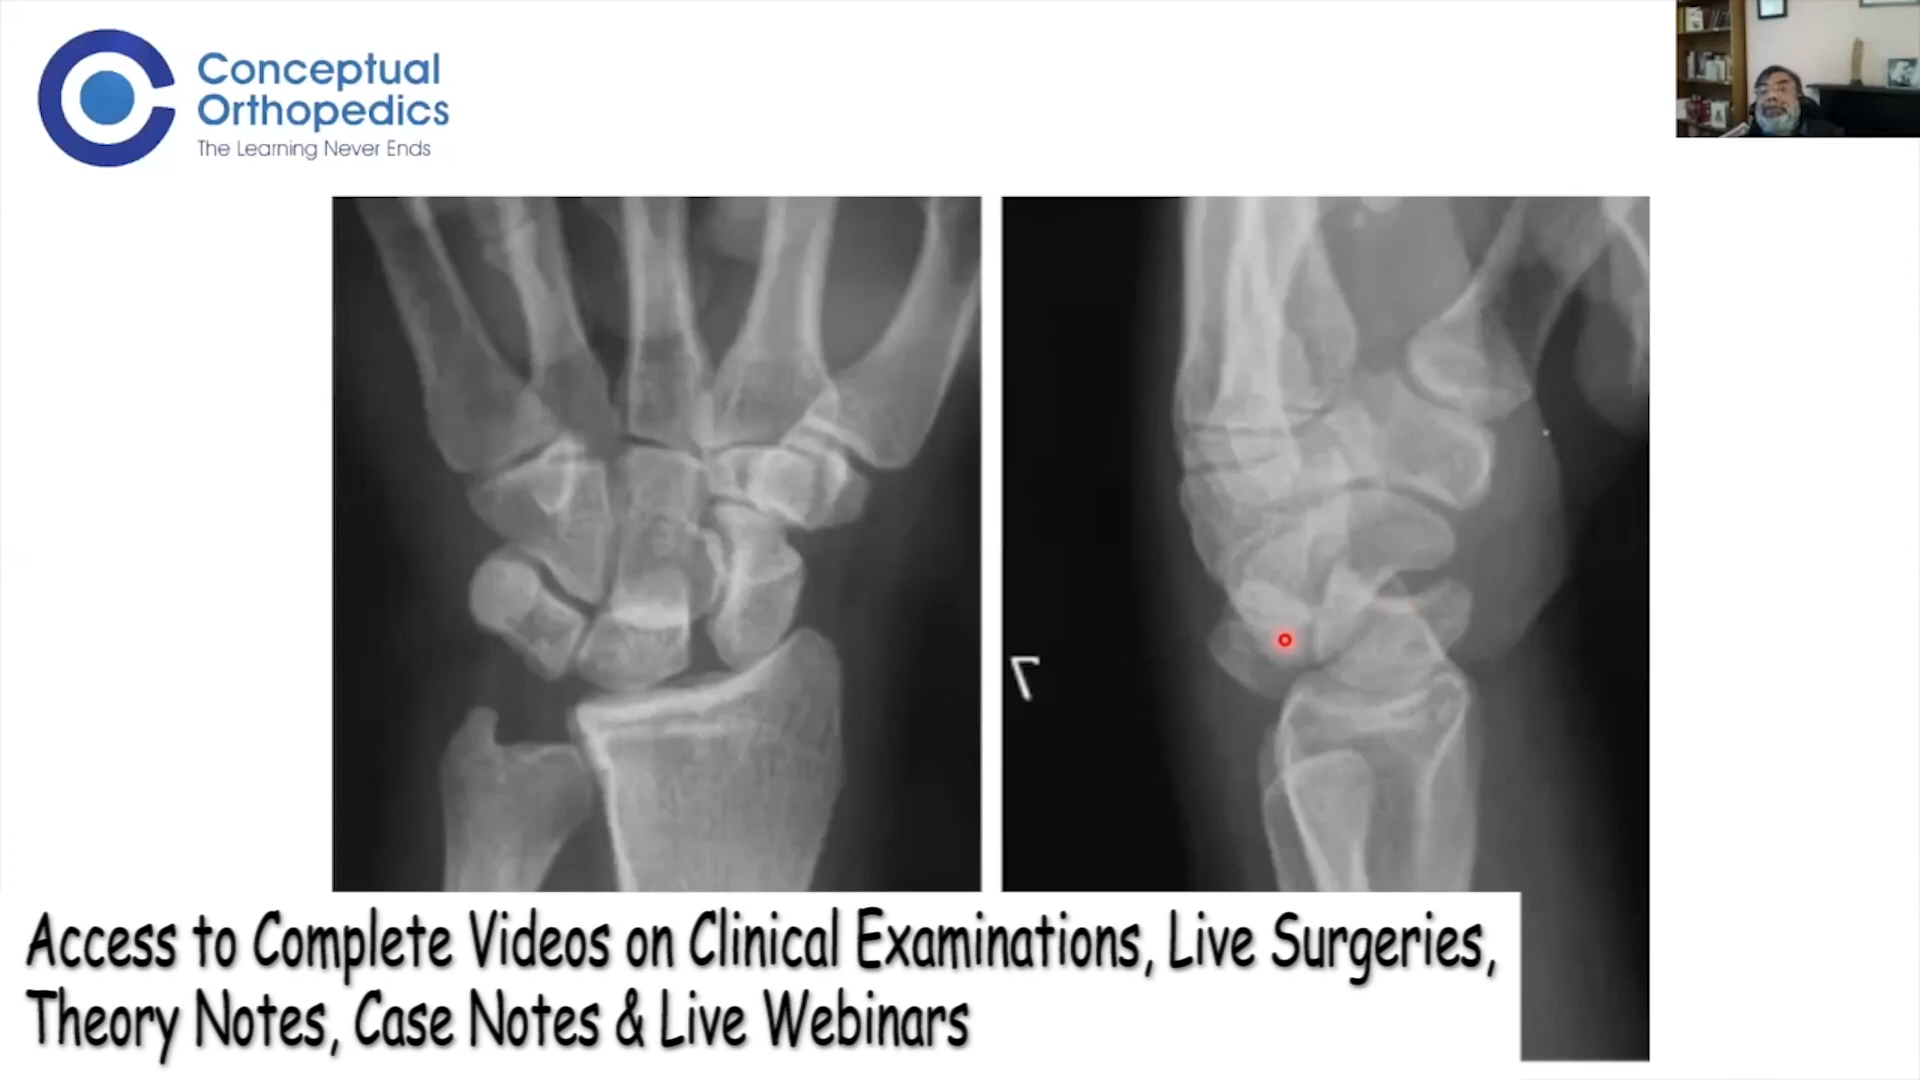 Conceptual
Orthopedics
The Learning Never Ends
Access to Complete Videos on Clinical Examinations, Live Surgeries,
Theory Notes, Case Notes & Live Webinars